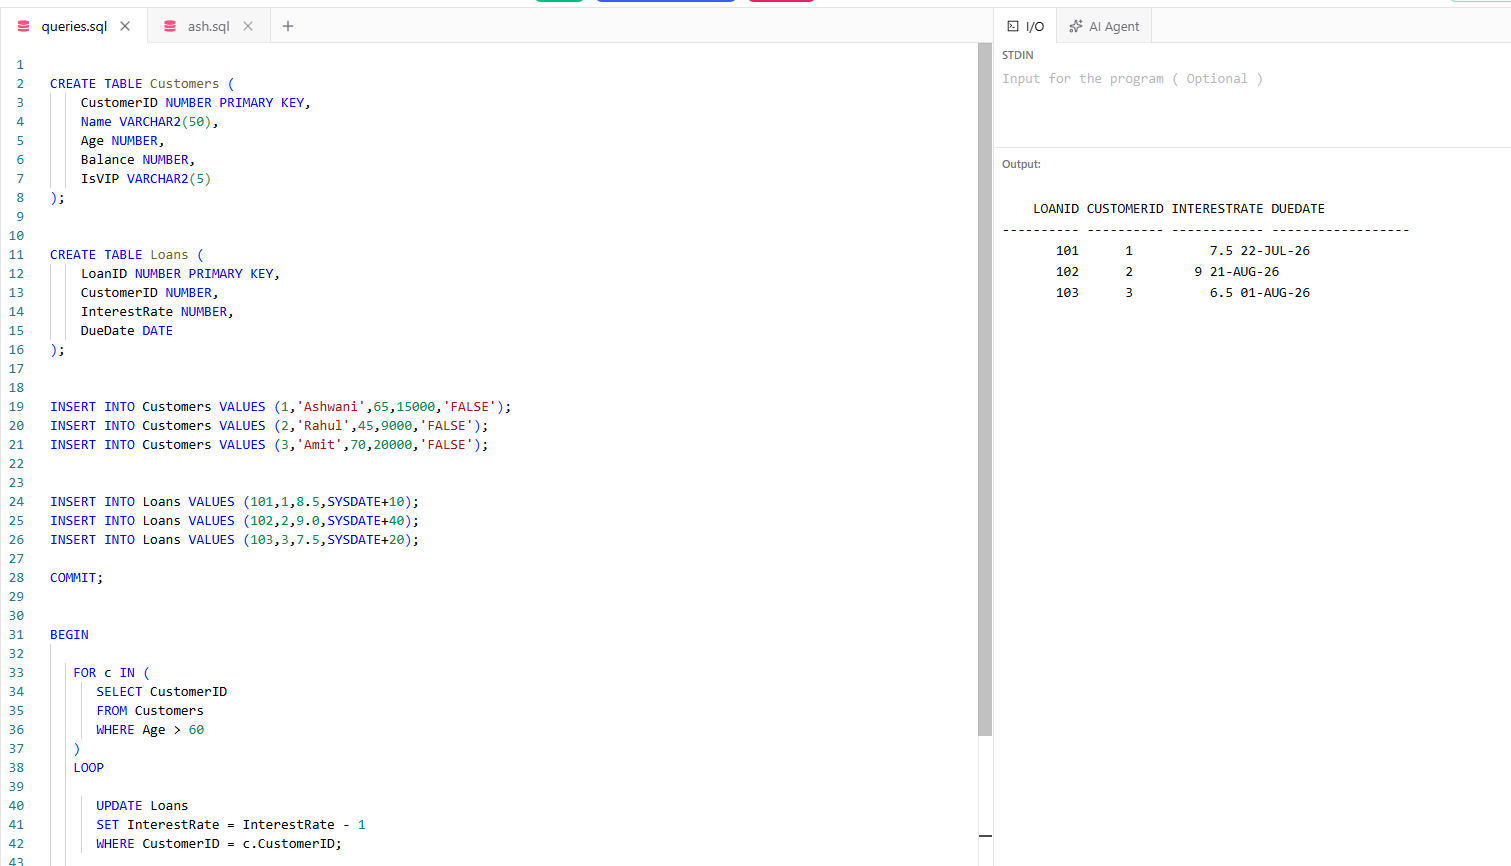 queries.sql
ash.sql
I/O
AI Agent
1
2 CREATE TABLE Customers (
3 CustomerID NUMBER PRIMARY KEY,
4 Name VARCHAR2(50),
5 Age NUMBER,
6 Balance NUMBER,
7 IsVIP VARCHAR2(5)
8 );
9
10
11 CREATE TABLE Loans (
12 LoanID NUMBER PRIMARY KEY,
13 CustomerID NUMBER,
14 InterestRate NUMBER,
15 DueDate DATE
16 );
17
18
19 INSERT INTO Customers VALUES (1,'Ashwani',65,15000,'FALSE');
20 INSERT INTO Customers VALUES (2,'Rahul',45,9000,'FALSE');
21 INSERT INTO Customers VALUES (3,'Amit',70,20000,'FALSE');
22
23
24 INSERT INTO Loans VALUES (101,1,8.5,SYSDATE+10);
25 INSERT INTO Loans VALUES (102,2,9.0,SYSDATE+40);
26 INSERT INTO Loans VALUES (103,3,7.5,SYSDATE+20);
27
28 COMMIT;
29
30
31 BEGIN
32
33 FOR c IN (
34 SELECT CustomerID
35 FROM Customers
36 WHERE Age > 60
37 )
38 LOOP
39
40 UPDATE Loans
41 SET InterestRate = InterestRate - 1
42 WHERE CustomerID = c.CustomerID;
43
STDIN
Input for the program ( Optional )
Output:
LOANID CUSTOMERID INTERESTRATE DUEDATE
---------- ---------- ------------ ------------------
101 1 7.5 22-JUL-26
102 2 9 21-AUG-26
103 3 6.5 01-AUG-26